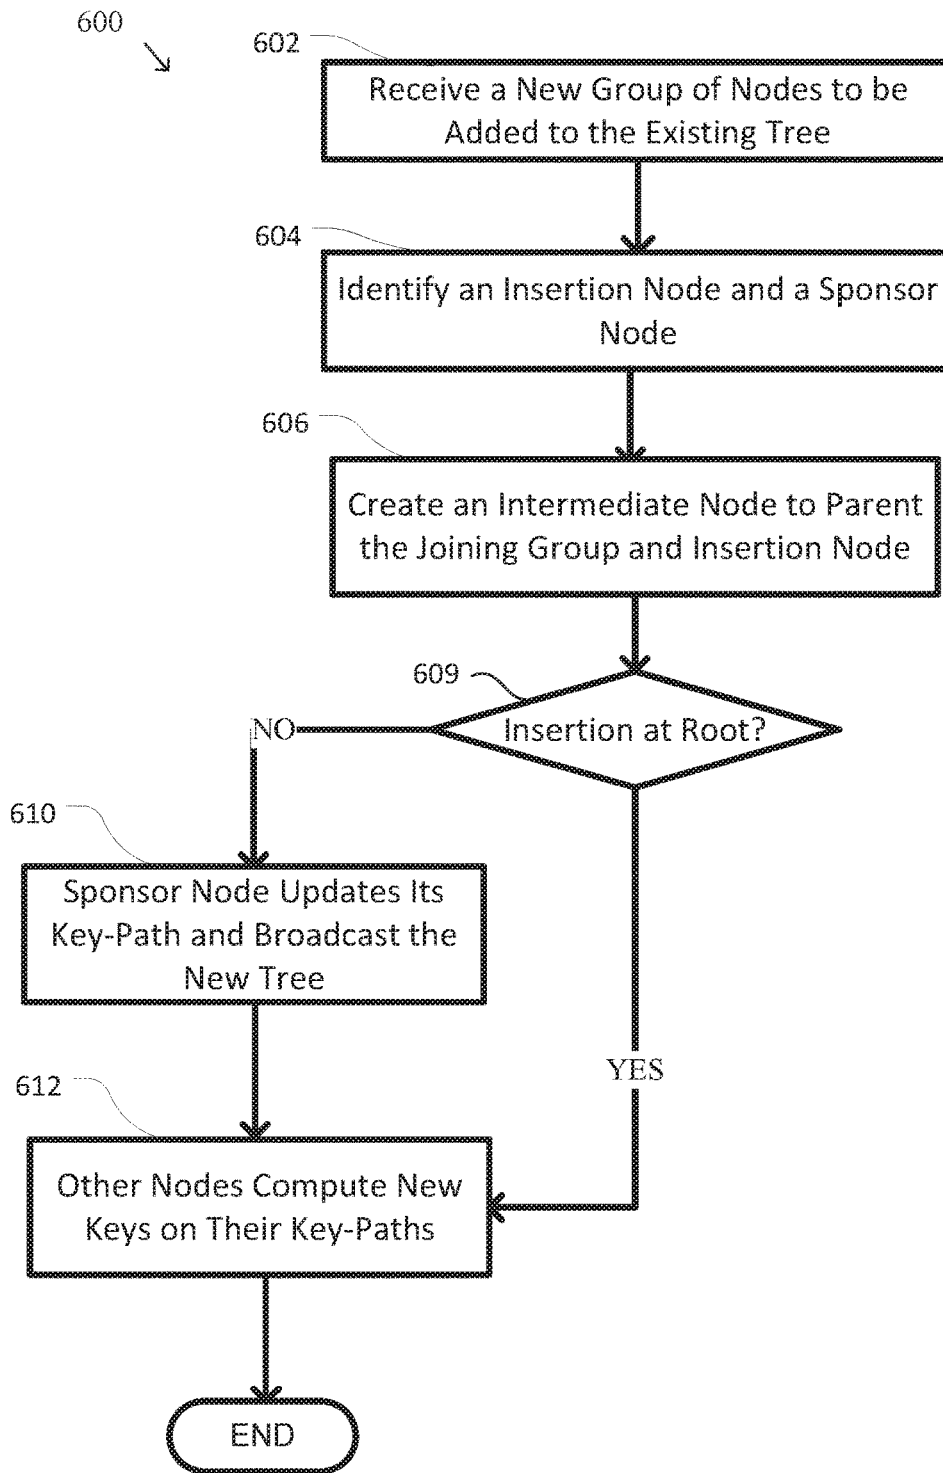 600
602
Receive a New Group of Nodes to be
Added to the Existing Tree
604
Identify an Insertion Node and a Sponsor
Node
606
Create an Intermediate Node to Parent
the Joining Group and Insertion Node
609
Insertion at Root?
NO
610
Sponsor Node Updates Its
Key-Path and Broadcast the
New Tree
YES
612
Other Nodes Compute New
Keys on Their Key-Paths
END